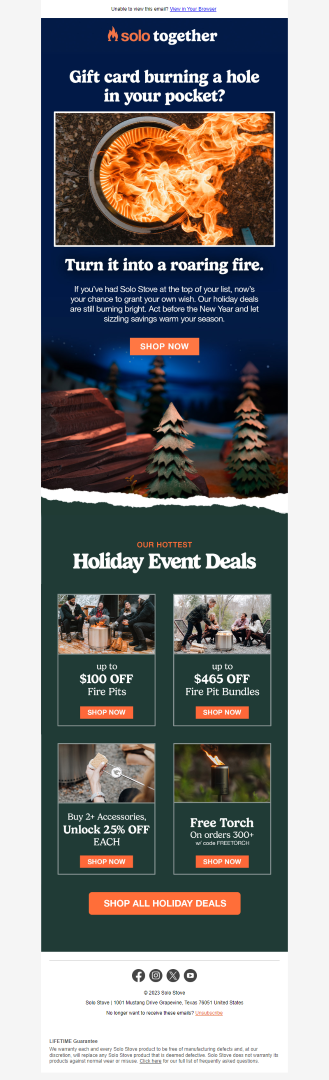 Unable to view this email? View in Your Browser
solo together
Gift card burning a hole
in your pocket?
Turn it into a roaring fire.
If you've had Solo Stove at the top of your list, now's
your chance to grant your own wish. Our holiday deals
are still burning bright. Act before the New Year and let
sizzling savings warm your season.
SHOP NOW
OUR HOTTEST
Holiday Event Deals
up to
$100 OFF
Fire Pits
SHOP NOW
up to
$465 OFF
Fire Pit Bundles
SHOP NOW
Buy 2+ Accessories,
Unlock 25% OFF
EACH
SHOP NOW
Free Torch
On orders 300+
w/ code FREETORCH
SHOP NOW
SHOP ALL HOLIDAY DEALS
© 2023 Solo Stove
Solo Stove | 1001 Mustang Drive Grapevine, Texas 76051 United States
No longer want to receive these emails? Unsubscribe
LIFETIME Guarantee
We warranty each and every Solo Stove product to be free of manufacturing defects and, at our
discretion, will replace any Solo Stove product that is deemed defective. Solo Stove does not warranty its
products against normal wear or misuse. Click here for our full list of frequently asked questions.